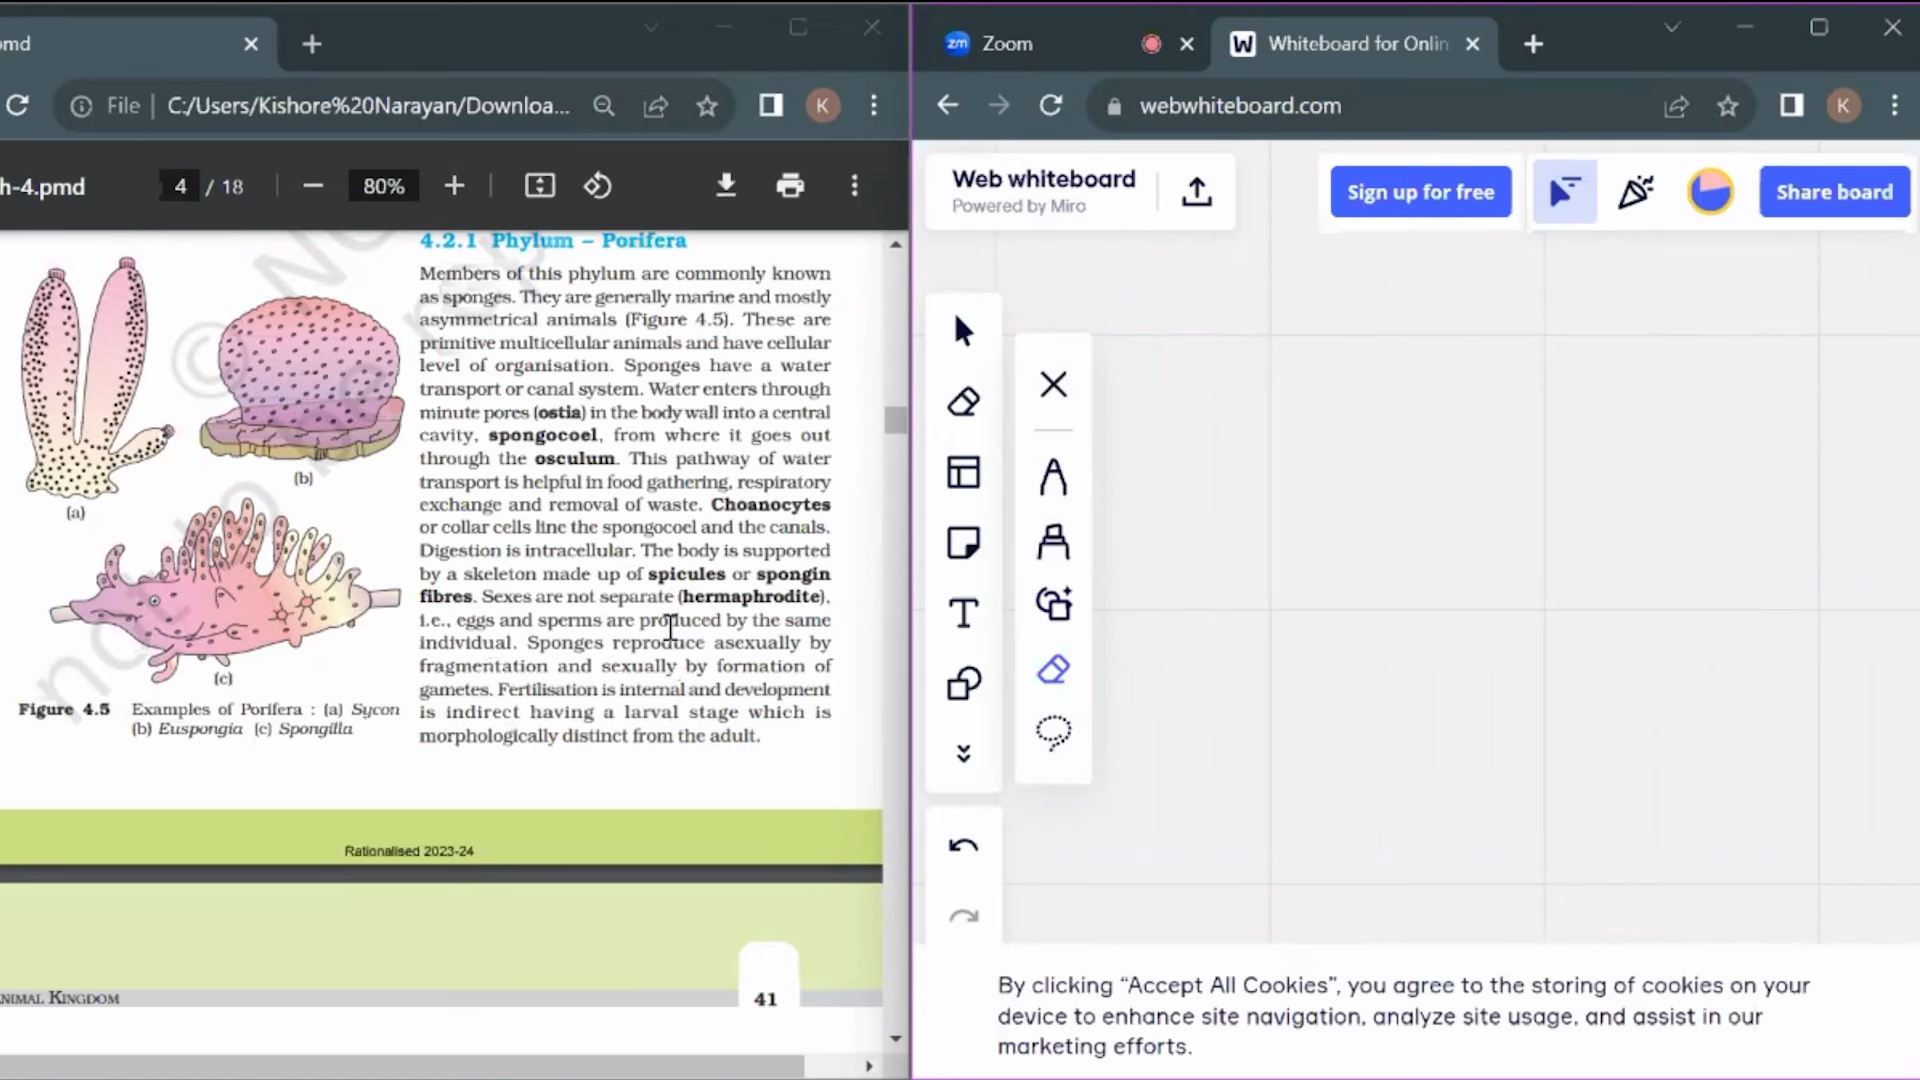 omd
Zoom
Whiteboard for Onlin
File
C:/Users/Kishore%20Narayan/Downloa...
K
webwhiteboard.com
K
h-4.pmd
4 / 18
80%
Web whiteboard
Powered by Miro
Sign up for free
Share board
4.2.1 Phylum – Porifera
Members of this phylum are commonly known
as sponges. They are generally marine and mostly
asymmetrical animals (Figure 4.5). These are
primitive multicellular animals and have cellular
level of organisation. Sponges have a water
transport or canal system. Water enters through
minute pores (ostia) in the body wall into a central
cavity, spongocoel, from where it goes out
through the osculum. This pathway of water
transport is helpful in food gathering, respiratory
exchange and removal of waste. Choanocytes
or collar cells line the spongocoel and the canals.
Digestion is intracellular. The body is supported
by a skeleton made up of spicules or spongin
fibres. Sexes are not separate (hermaphrodite),
i.e., eggs and sperms are produced by the same
individual. Sponges reproduce asexually by
fragmentation and sexually by formation of
gametes. Fertilisation is internal and development
is indirect having a larval stage which is
morphologically distinct from the adult.
(a)
(b)
(c)
Figure 4.5 Examples of Porifera : (a) Sycon
(b) Euspongia (c) Spongilla
Rationalised 2023-24
NIMAL KINGDOM
41
By clicking “Accept All Cookies”, you agree to the storing of cookies on your
device to enhance site navigation, analyze site usage, and assist in our
marketing efforts.